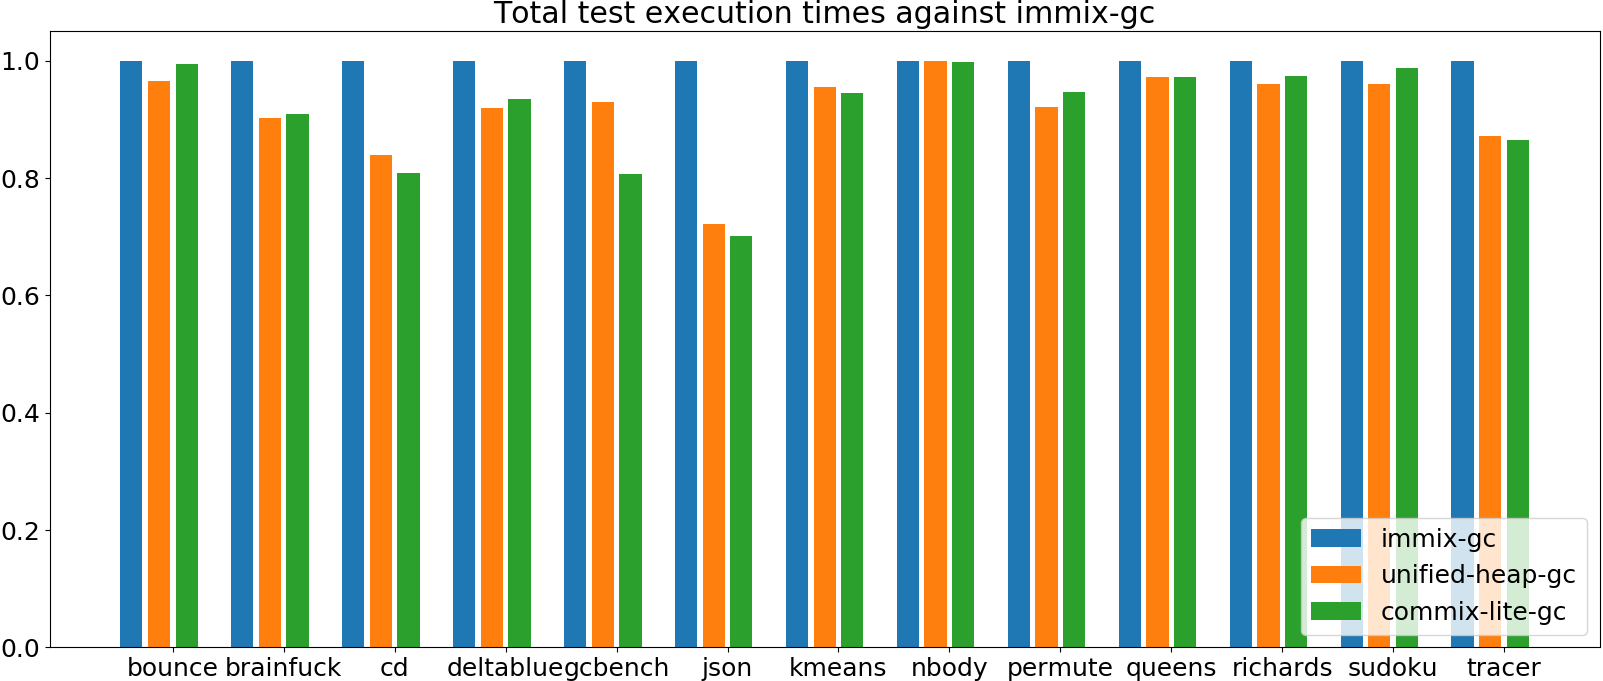 Total test execution times against immix-gc
1.0
0.8
0.6
0.4
0.2
0.0
immix-gc
unified-heap-gc
commix-lite-gc
bounce brainfuck cd deltablue gcbench json kmeans nbody permute queens richards sudoku tracer